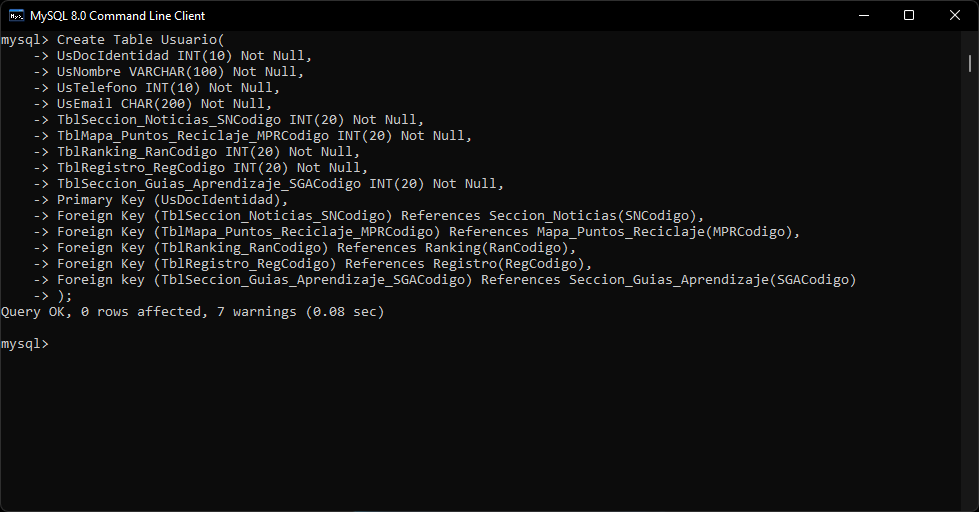 MySQL 8.0 Command Line Client
mysql> Create Table Usuario(
    -> UsDocIdentidad INT(10) Not Null,
    -> UsNombre VARCHAR(100) Not Null,
    -> UsTelefono INT(10) Not Null,
    -> UsEmail CHAR(200) Not Null,
    -> TblSeccion_Noticias_SNCodigo INT(20) Not Null,
    -> TblMapa_Puntos_Reciclaje_MPRCodigo INT(20) Not Null,
    -> TblRanking_RanCodigo INT(20) Not Null,
    -> TblRegistro_RegCodigo INT(20) Not Null,
    -> TblSeccion_Guias_Aprendizaje_SGACodigo INT(20) Not Null,
    -> Primary Key (UsDocIdentidad),
    -> Foreign Key (TblSeccion_Noticias_SNCodigo) References Seccion_Noticias(SNCodigo),
    -> Foreign Key (TblMapa_Puntos_Reciclaje_MPRCodigo) References Mapa_Puntos_Reciclaje(MPRCodigo),
    -> Foreign Key (TblRanking_RanCodigo) References Ranking(RanCodigo),
    -> Foreign Key (TblRegistro_RegCodigo) References Registro(RegCodigo),
    -> Foreign Key (TblSeccion_Guias_Aprendizaje_SGACodigo) References Seccion_Guias_Aprendizaje(SGACodigo)
    -> );
Query OK, 0 rows affected, 7 warnings (0.08 sec)
mysql>